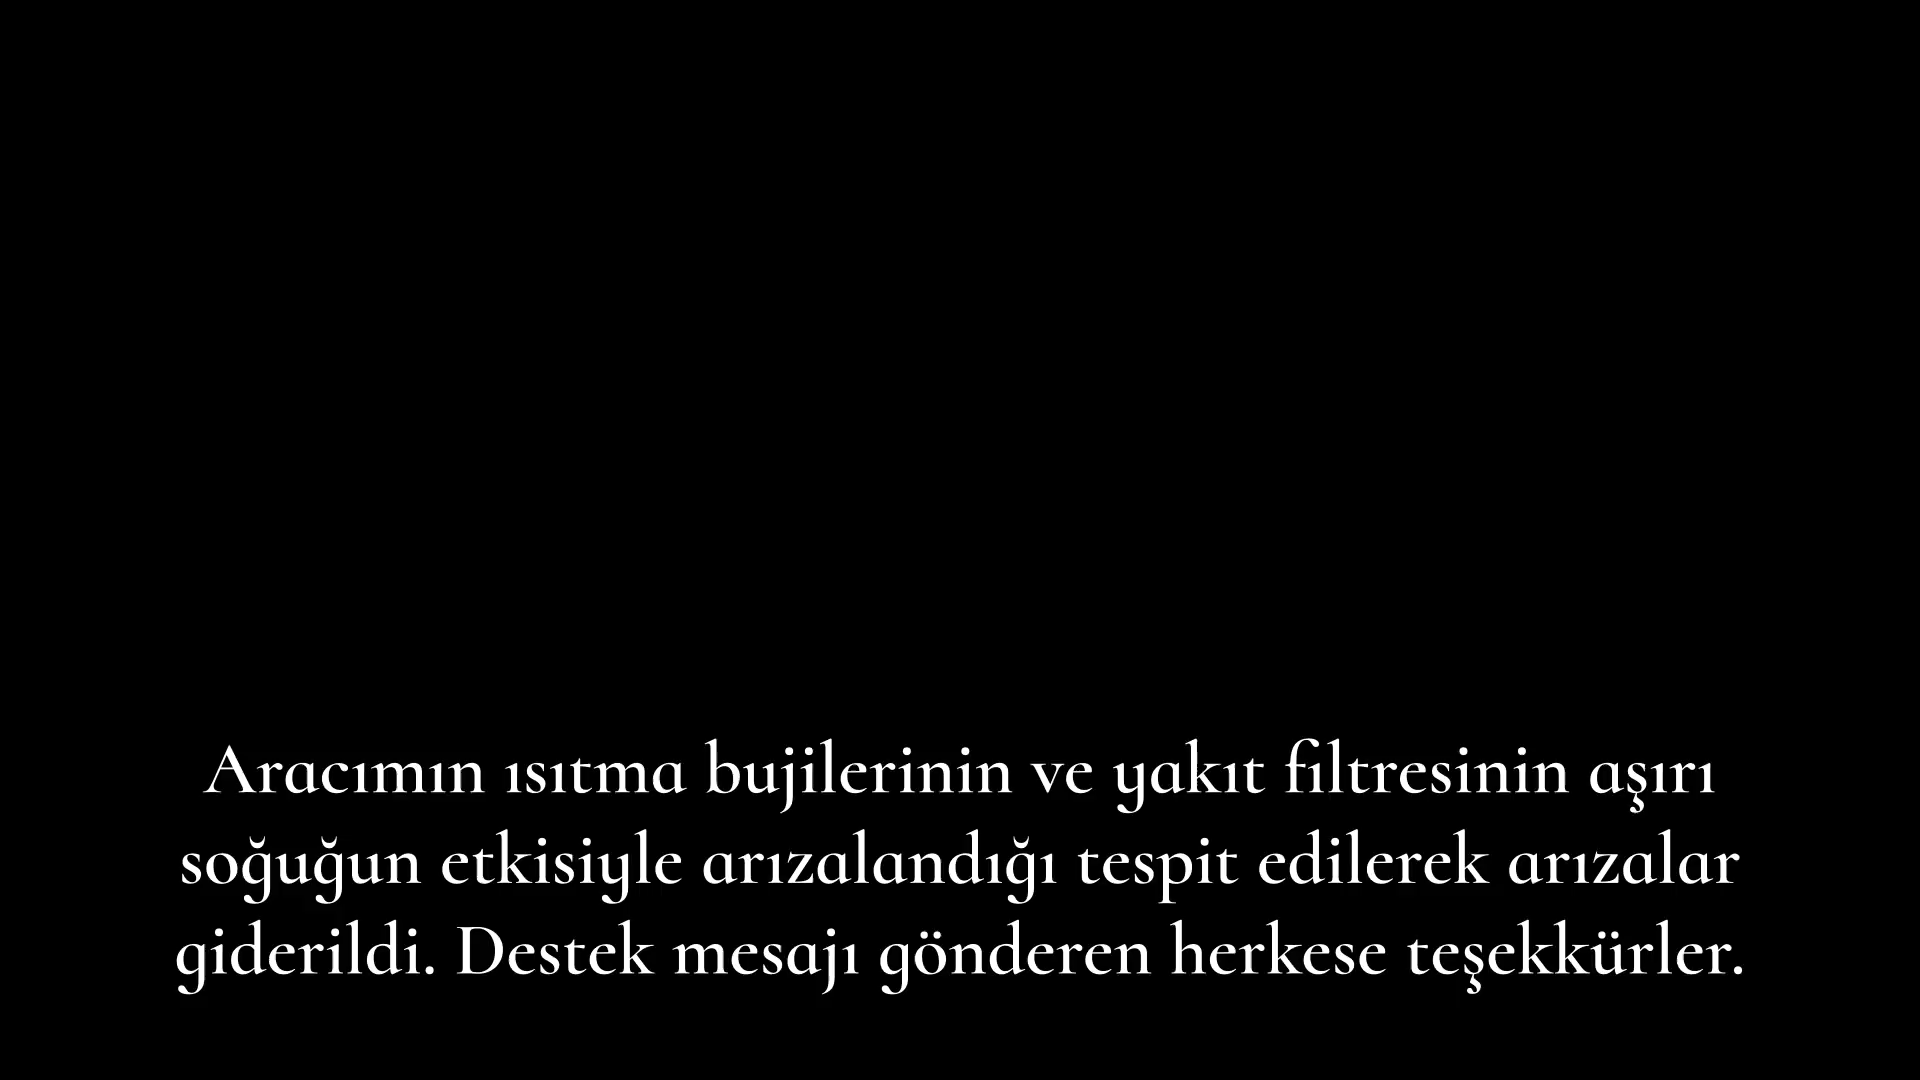 Aracımın ısıtma bujilerinin ve yakıt filtresinin aşırı
soğuğun etkisiyle arızalandığı tespit edilerek arızalar
giderildi. Destek mesajı gönderen herkese teşekkürler.